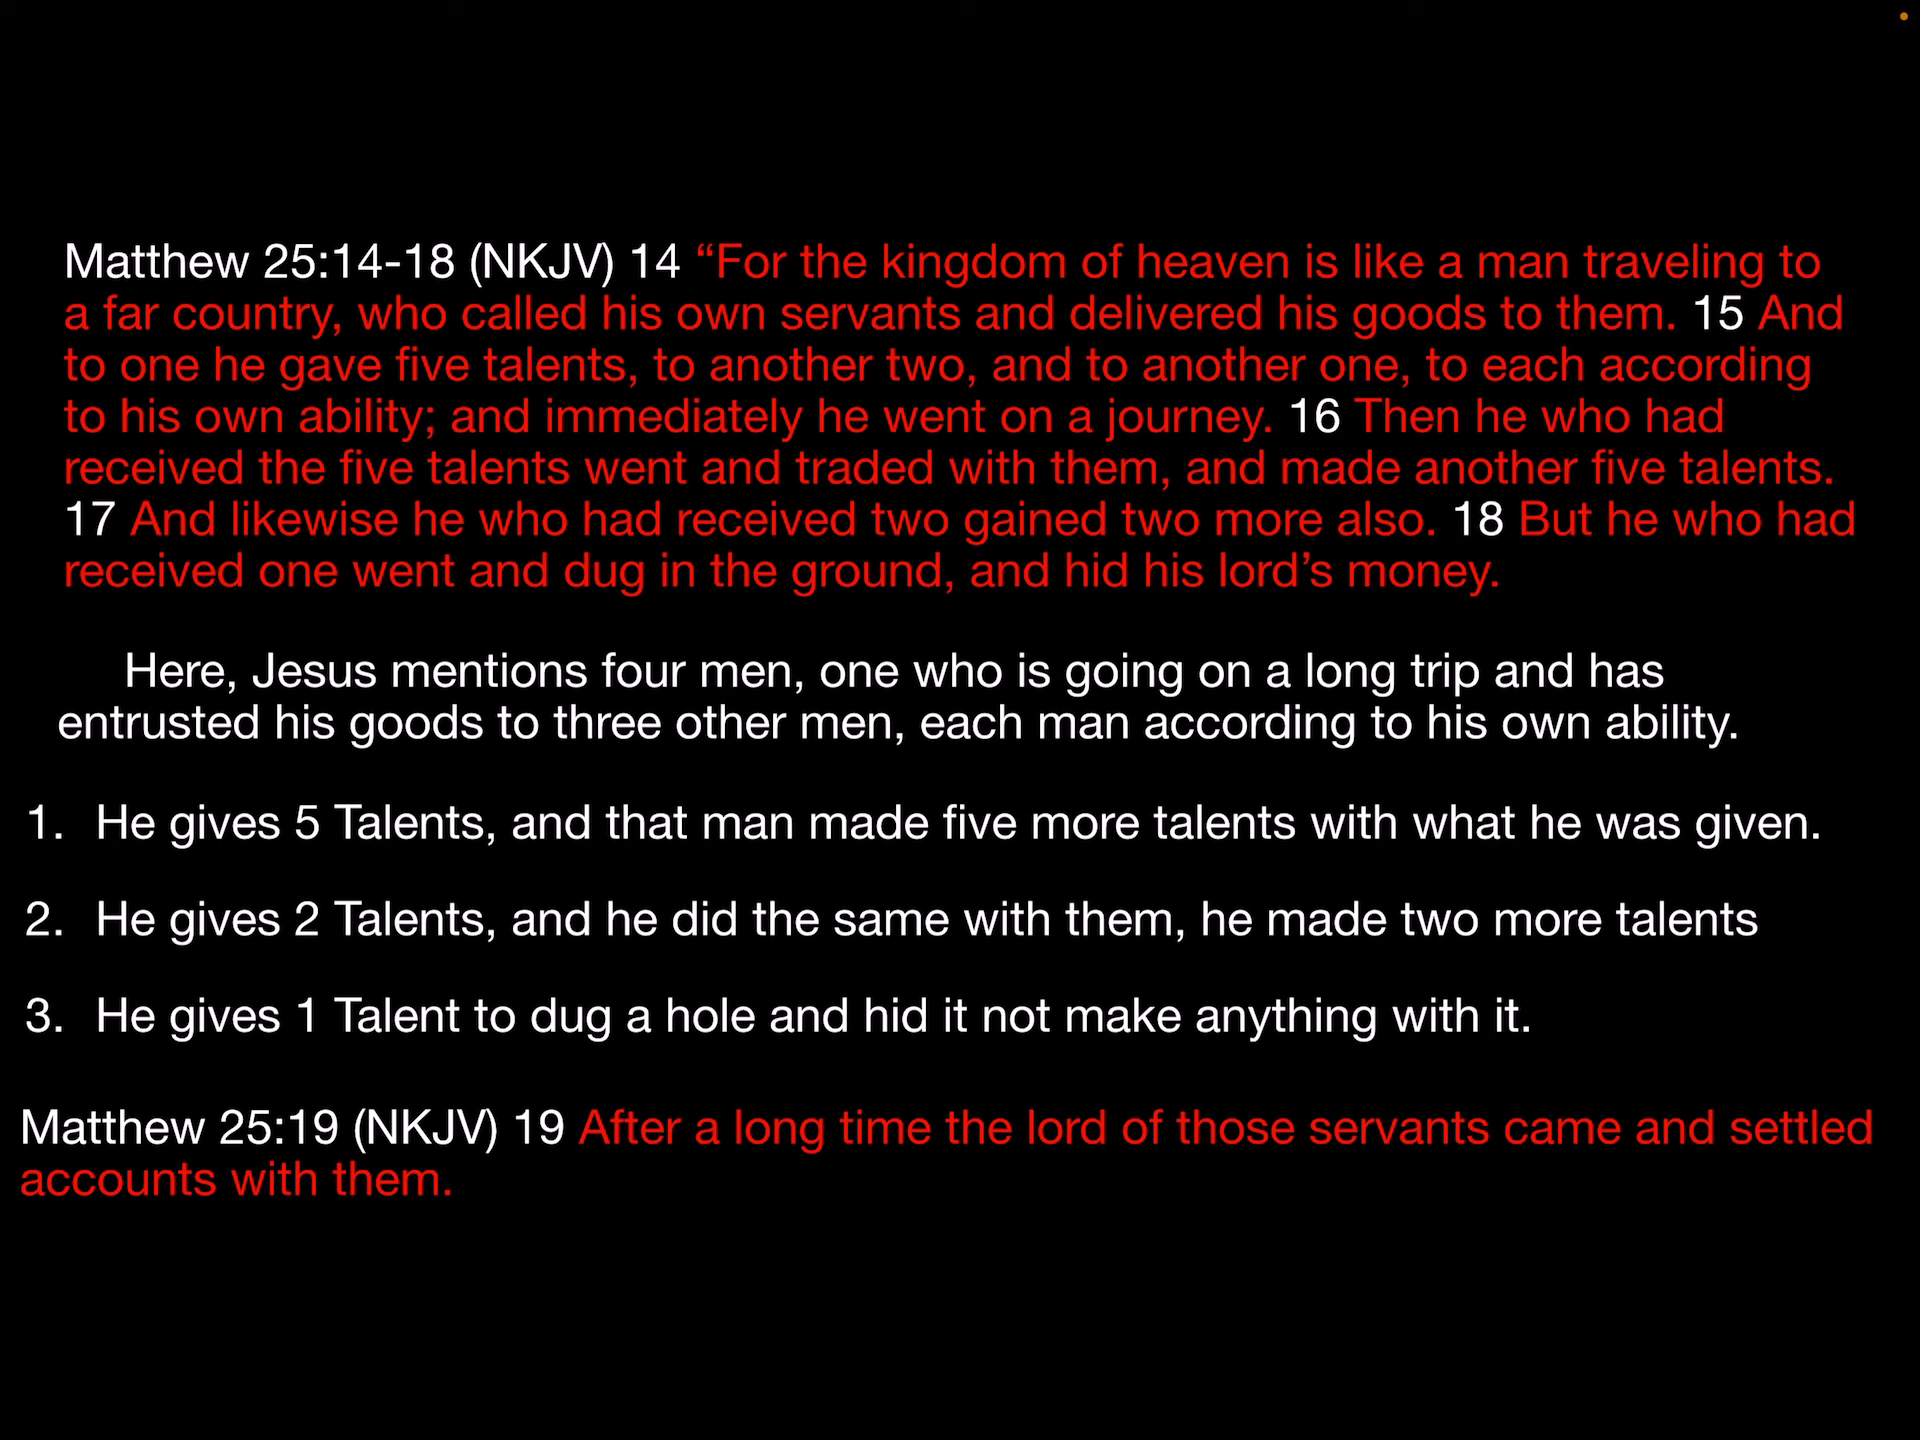 Matthew 25:14-18 (NKJV) 14 “For the kingdom of heaven is like a man traveling to
a far country, who called his own servants and delivered his goods to them. 15 And
to one he gave five talents, to another two, and to another one, to each according
to his own ability; and immediately he went on a journey. 16 Then he who had
received the five talents went and traded with them, and made another five talents.
17 And likewise he who had received two gained two more also. 18 But he who had
received one went and dug in the ground, and hid his lord’s money.
Here, Jesus mentions four men, one who is going on a long trip and has
entrusted his goods to three other men, each man according to his own ability.
1. He gives 5 Talents, and that man made five more talents with what he was given.
2. He gives 2 Talents, and he did the same with them, he made two more talents
3. He gives 1 Talent to dug a hole and hid it not make anything with it.
Matthew 25:19 (NKJV) 19 After a long time the lord of those servants came and settled
accounts with them.